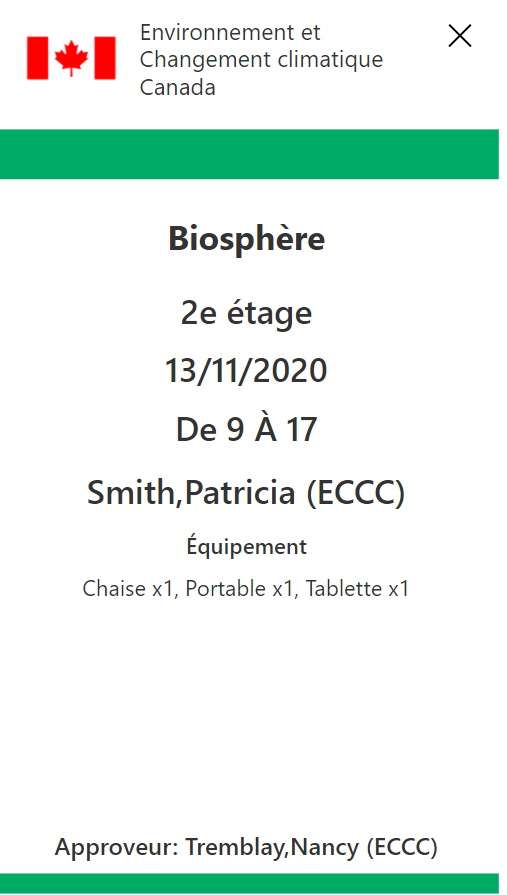 Environnement et
Changement climatique
Canada
Biosphère
2e étage
13/11/2020
De 9 À 17
Smith,Patricia (ECCC)
Équipement
Chaise x1, Portable x1, Tablette x1
Approveur: Tremblay,Nancy (ECCC)